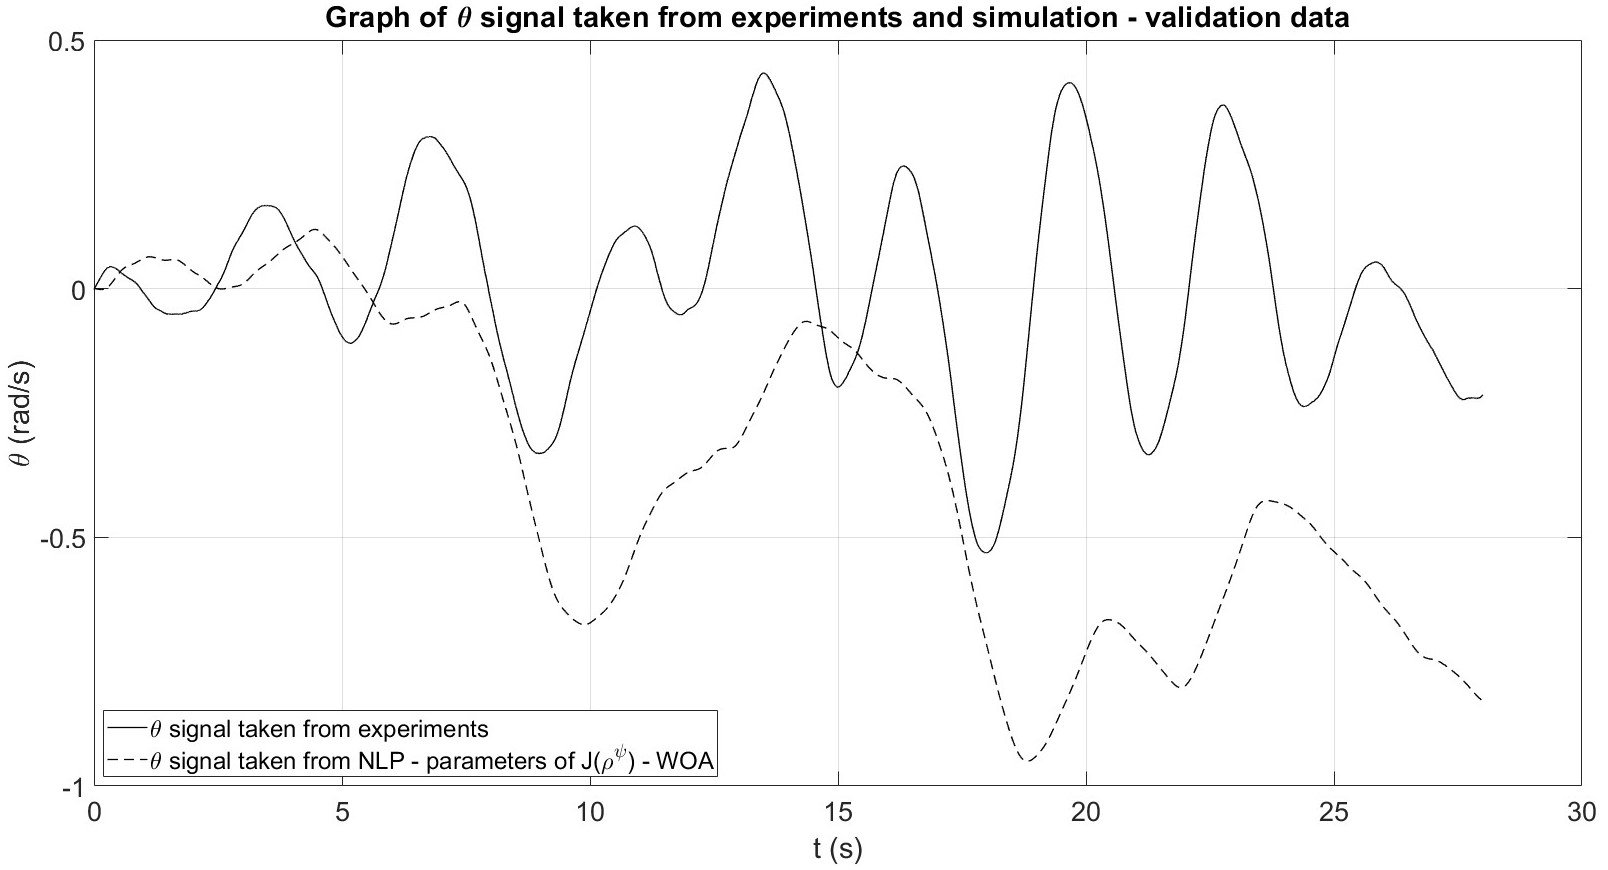 Graph of θ signal taken from experiments and simulation - validation data
0.5
0
-0.5
-1
θ (rad/s)
θ signal taken from experiments
θ signal taken from NLP - parameters of J(ρ^ψ) - WOA
0 5 10 15 20 25 30
t (s)